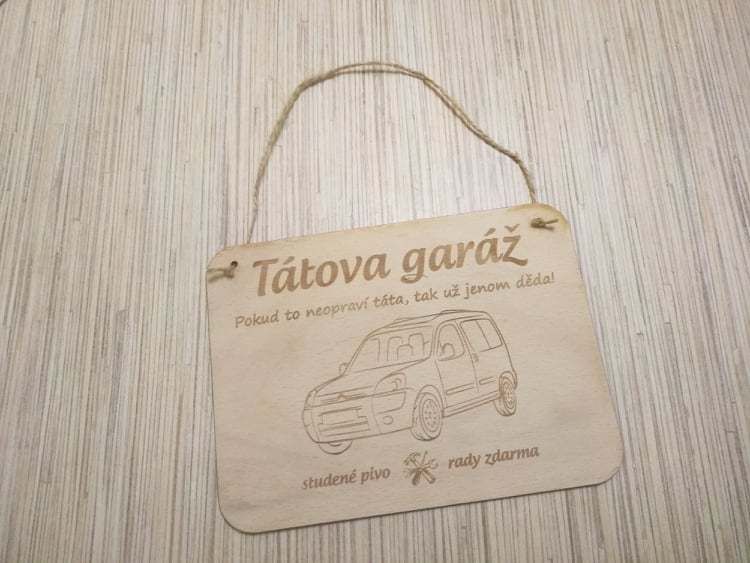 Tátova garáž
Pokud to neopraví táta, tak už jenom děda!
studené pivo rady zdarma